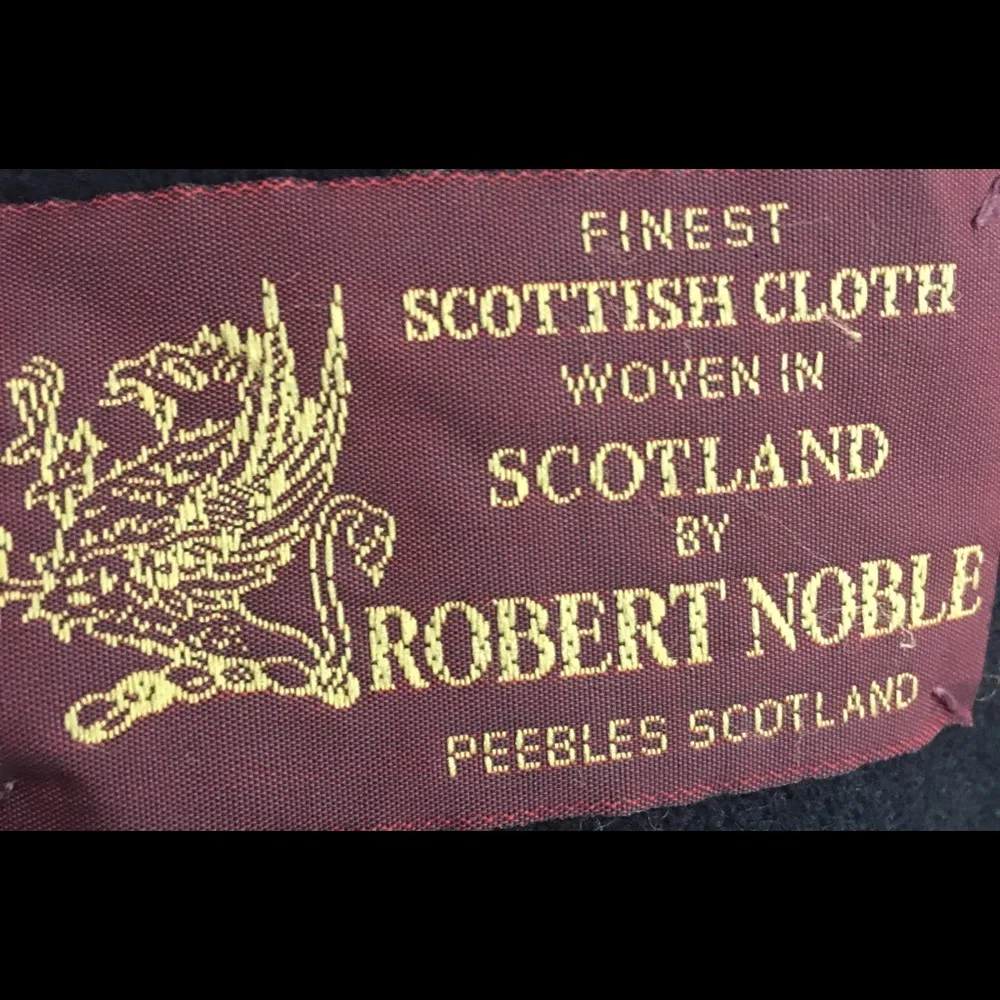 FINEST
SCOTTISH CLOTH
WOVEN IN
SCOTLAND
BY
ROBERT NOBLE
PEEBLES SCOTLAND